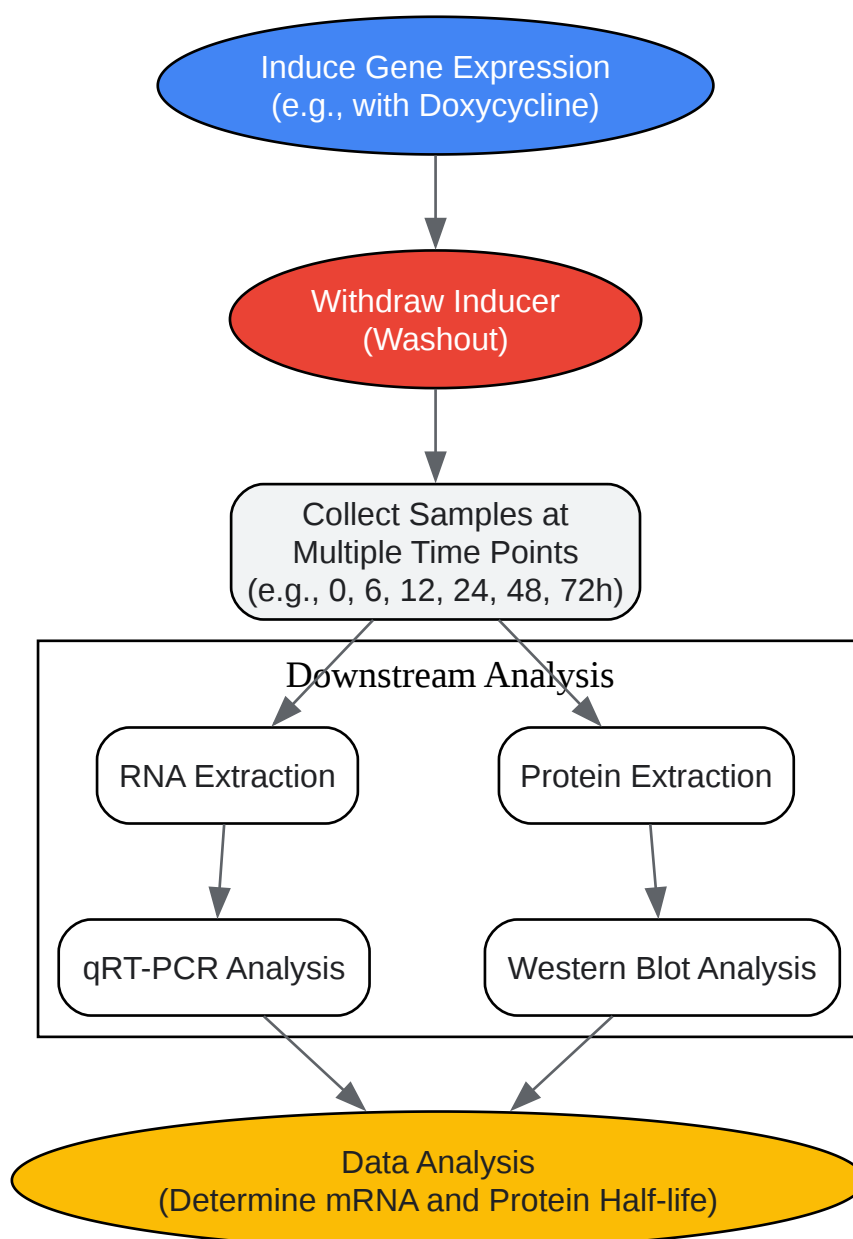 Induce Gene Expression
(e.g., with Doxycycline)
Withdraw Inducer
(Washout)
Collect Samples at
Multiple Time Points
(e.g., 0, 6, 12, 24, 48, 72h)
Downstream Analysis
RNA Extraction
Protein Extraction
qRT-PCR Analysis
Western Blot Analysis
Data Analysis
(Determine mRNA and Protein Half-life)